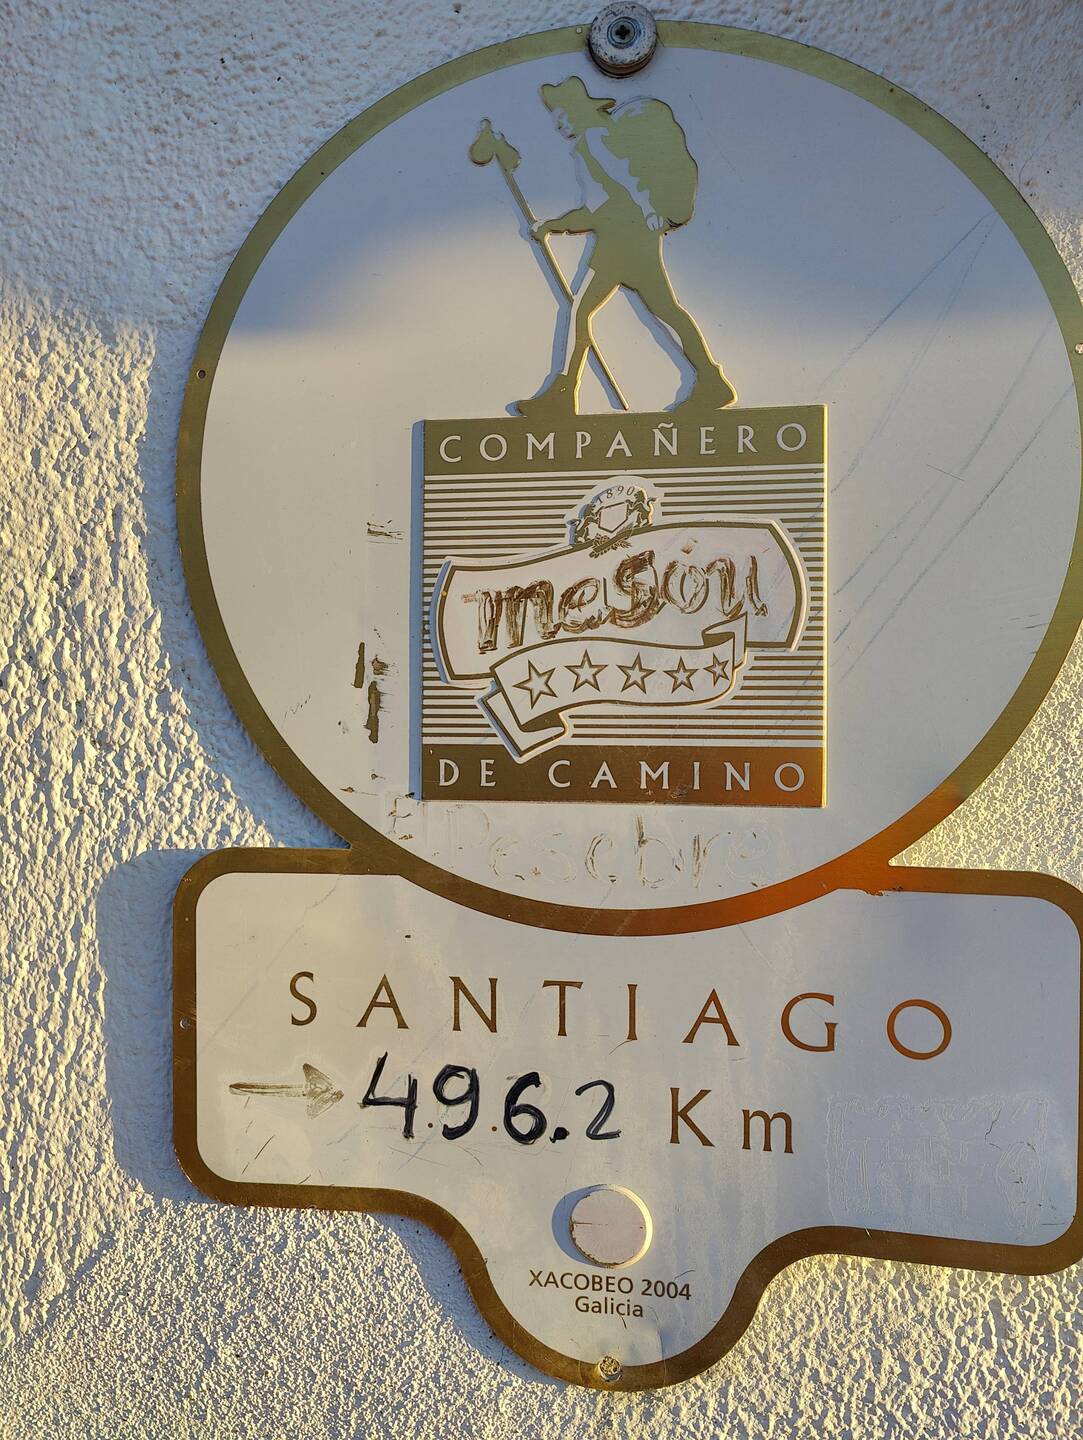 COMPAÑERO
1890
mesón
DE CAMINO
El Pesebre
SANTIAGO
→ 496.2 Km
XACOBEO 2004
Galicia